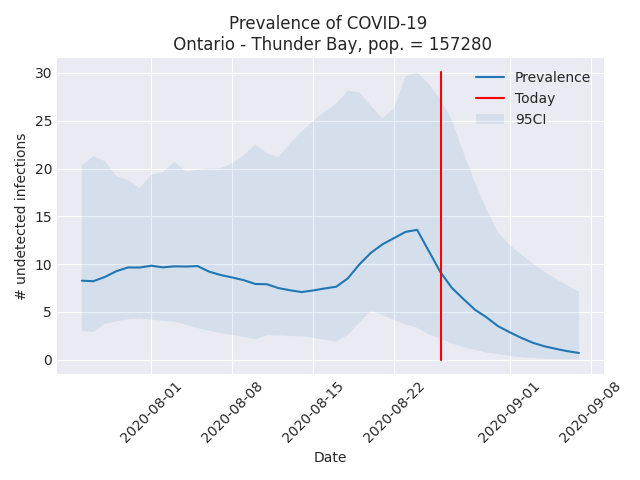 Prevalence of COVID-19
Ontario - Thunder Bay, pop. = 157280
# undetected infections
30
25
20
15
10
5
0
Prevalence
Today
95CI
2020-08-01
2020-08-08
2020-08-15
2020-08-22
2020-09-01
2020-09-08
Date